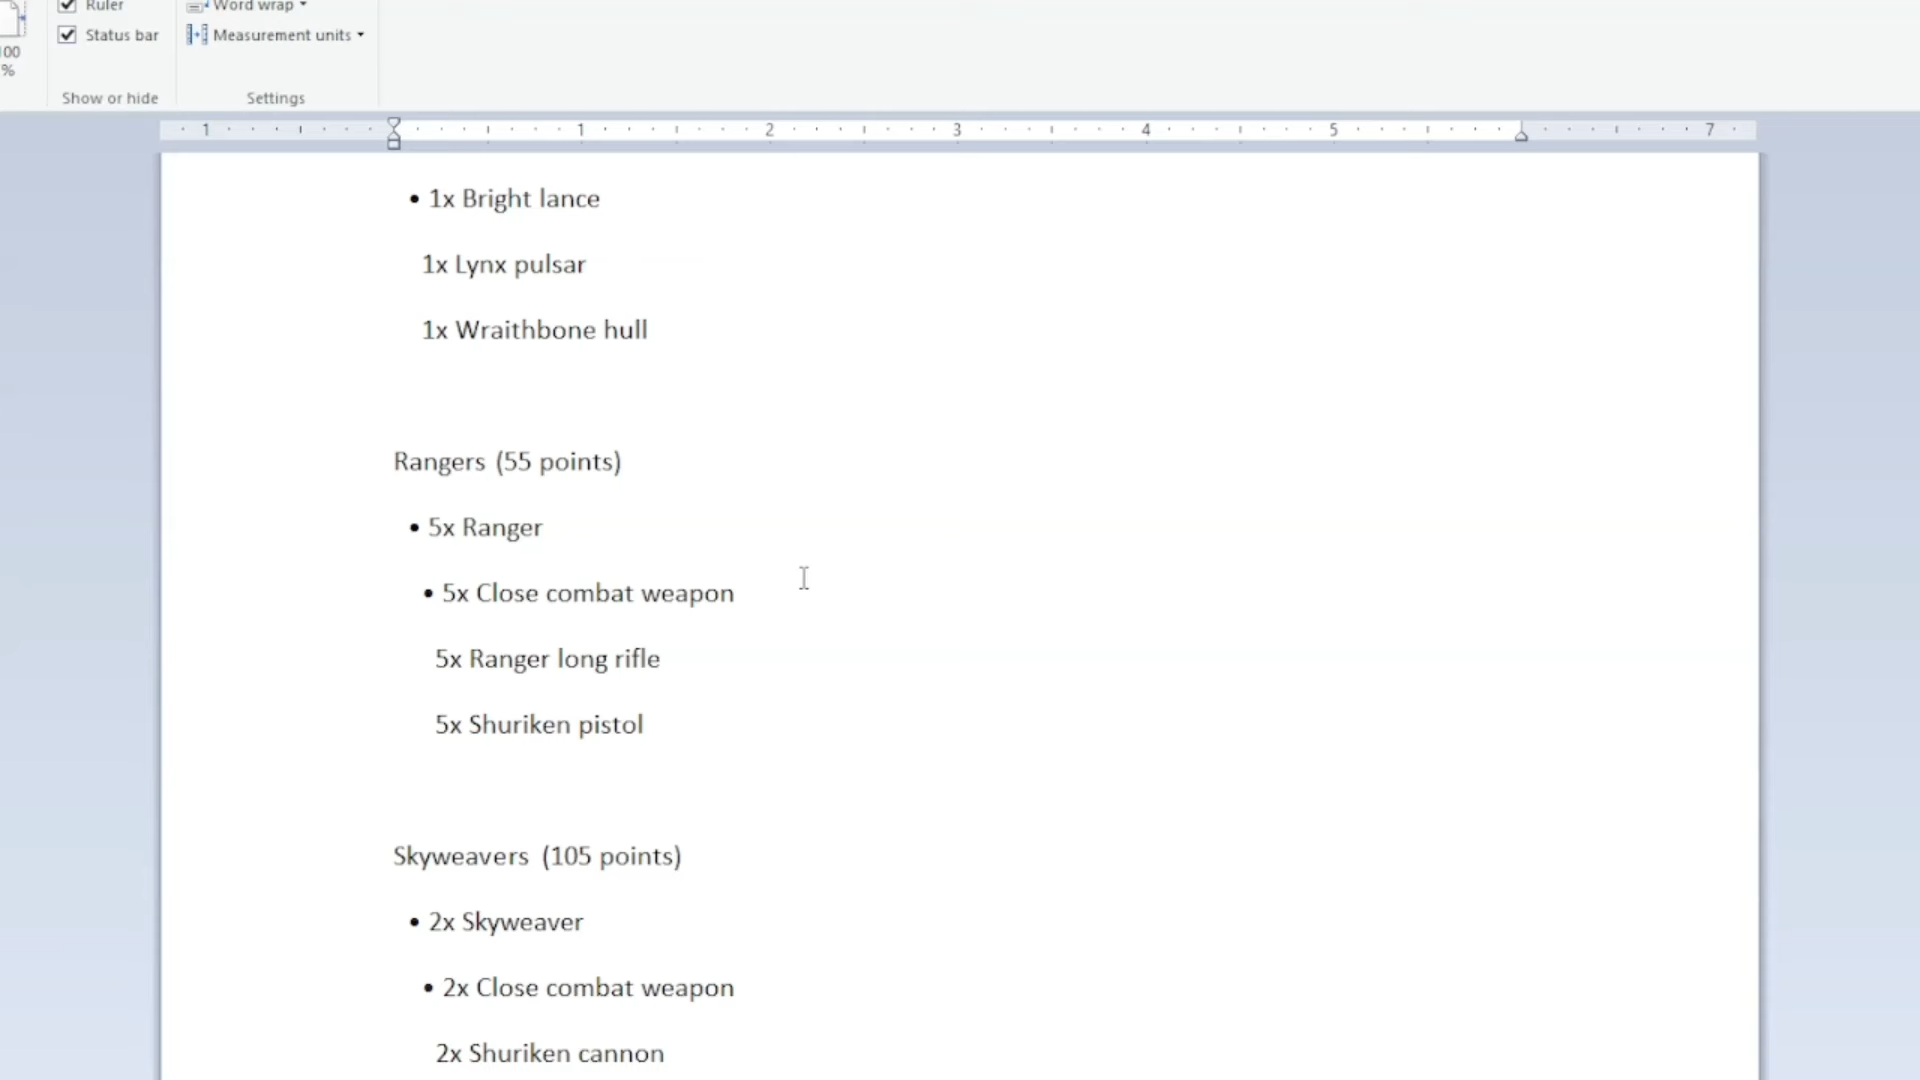 Ruler
Word wrap
Status bar
Measurement units
100
%
Show or hide
Settings
1 1 2 3 4 5 7
• 1x Bright lance
1x Lynx pulsar
1x Wraithbone hull
Rangers (55 points)
• 5x Ranger
• 5x Close combat weapon
5x Ranger long rifle
5x Shuriken pistol
Skyweavers (105 points)
• 2x Skyweaver
• 2x Close combat weapon
2x Shuriken cannon